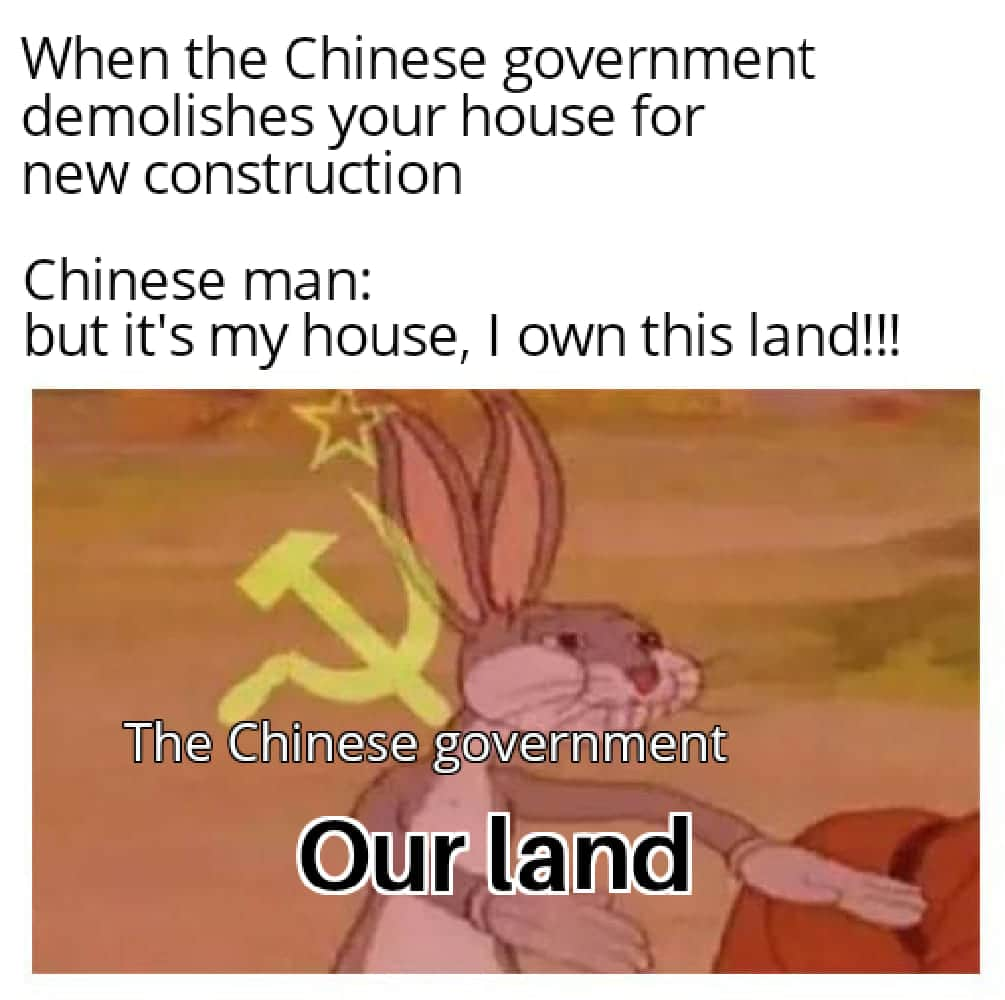 When the Chinese government
demolishes your house for
new construction
Chinese man:
but it's my house, I own this land!!!
The Chinese government
Our land